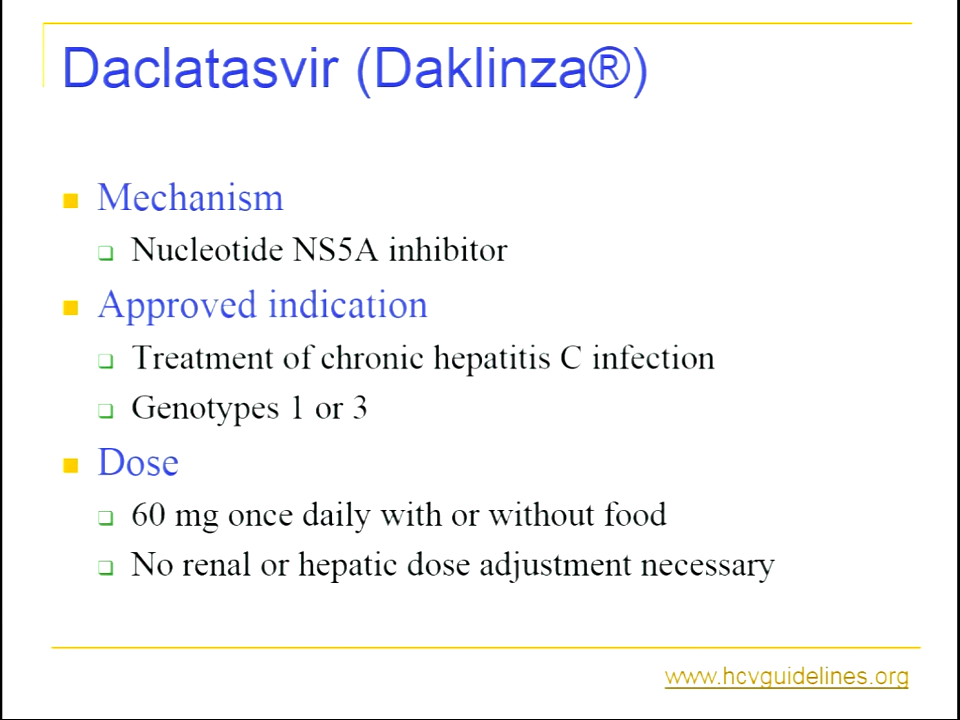 Daclatasvir (Daklinza®)
Mechanism
Nucleotide NS5A inhibitor
Approved indication
Treatment of chronic hepatitis C infection
Genotypes 1 or 3
Dose
60 mg once daily with or without food
No renal or hepatic dose adjustment necessary
www.hcvguidelines.org